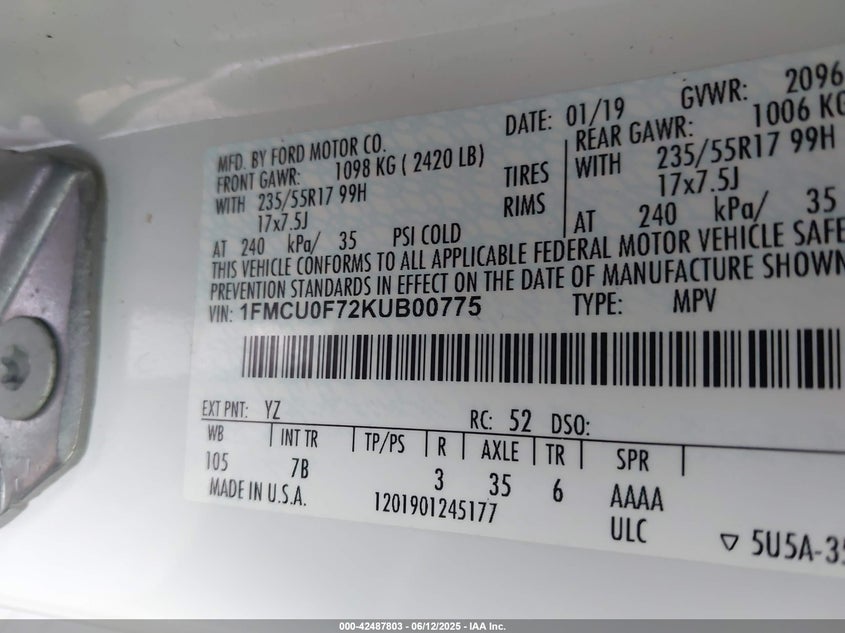 MFD. BY FORD MOTOR CO. DATE: 01/19 GVWR: 2096
FRONT GAWR: 1098 KG ( 2420 LB) REAR GAWR: 1006 KG
WITH 235/55R17 99H TIRES WITH 235/55R17 99H
17x7.5J RIMS 17x7.5J
AT 240 kPa/ 35 PSI COLD AT 240 kPa/ 35
THIS VEHICLE CONFORMS TO ALL APPLICABLE FEDERAL MOTOR VEHICLE SAFE
PREVENTION STANDARDS IN EFFECT ON THE DATE OF MANUFACTURE SHOWN
VIN: 1FMCU0F72KUB00775 TYPE: MPV
EXT PNT: YZ RC: 52 DSO:
WB INT TR TP/PS R AXLE TR SPR
105 7B 3 35 6 AAAA
MADE IN U.S.A. 1201901245177 ULC
▽ 5U5A-35
000-42487803 - 06/12/2025 - IAA Inc.